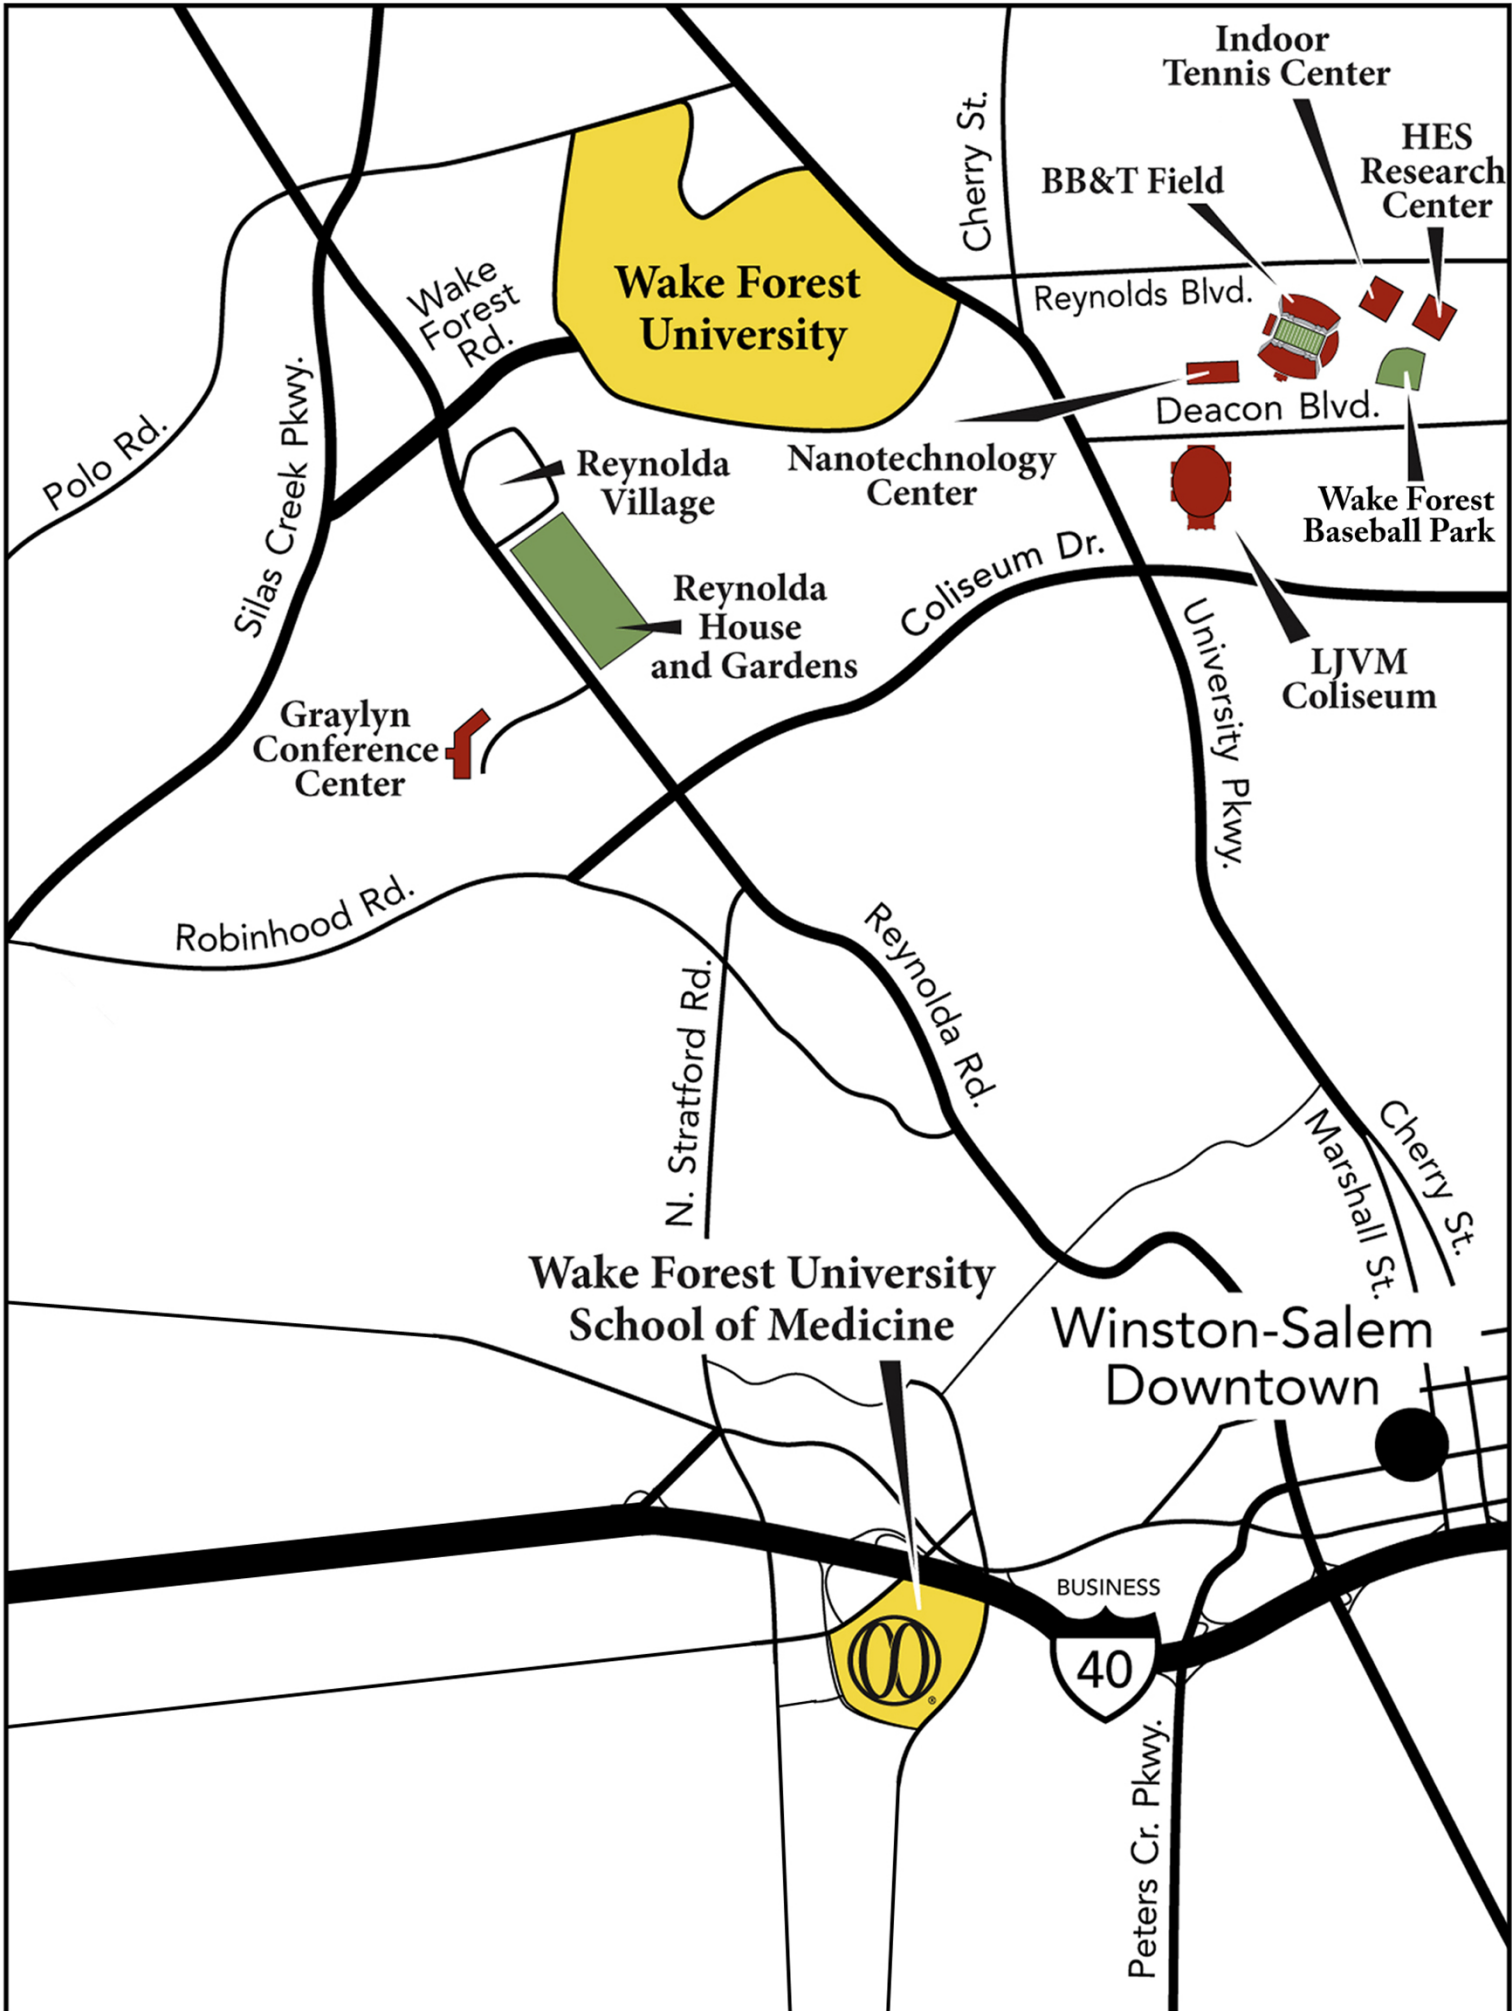 Indoor
Tennis Center
HES
Research
Center
BB&T Field
Cherry St.
Wake Forest
University
Wake
Forest
Rd.
Reynolds Blvd.
Deacon Blvd.
Polo Rd.
Silas Creek Pkwy.
Reynolda
Village
Nanotechnology
Center
Wake Forest
Baseball Park
Coliseum Dr.
Reynolda
House
and Gardens
University Pkwy.
LJVM
Coliseum
Graylyn
Conference
Center
Robinhood Rd.
Reynolda Rd.
N. Stratford Rd.
Marshall St.
Cherry St.
Wake Forest University
School of Medicine
Winston-Salem
Downtown
BUSINESS
40
®
Peters Cr. Pkwy.